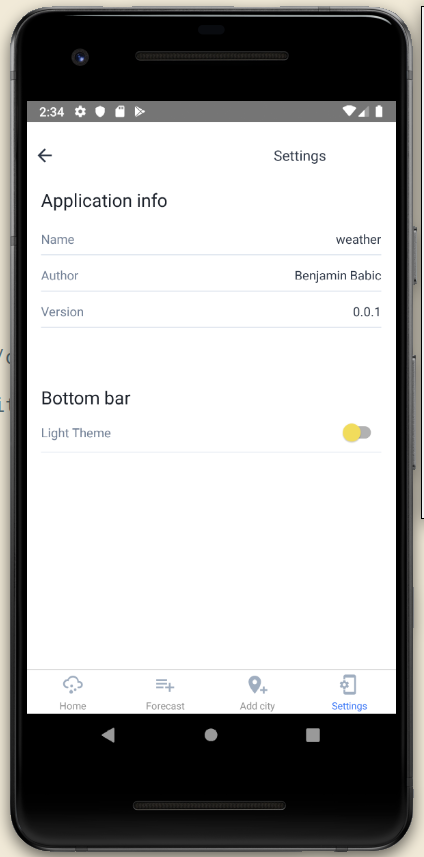 2:34
Settings
Application info
Name weather
Author Benjamin Babic
Version 0.0.1
Bottom bar
Light Theme
Home Forecast Add city Settings